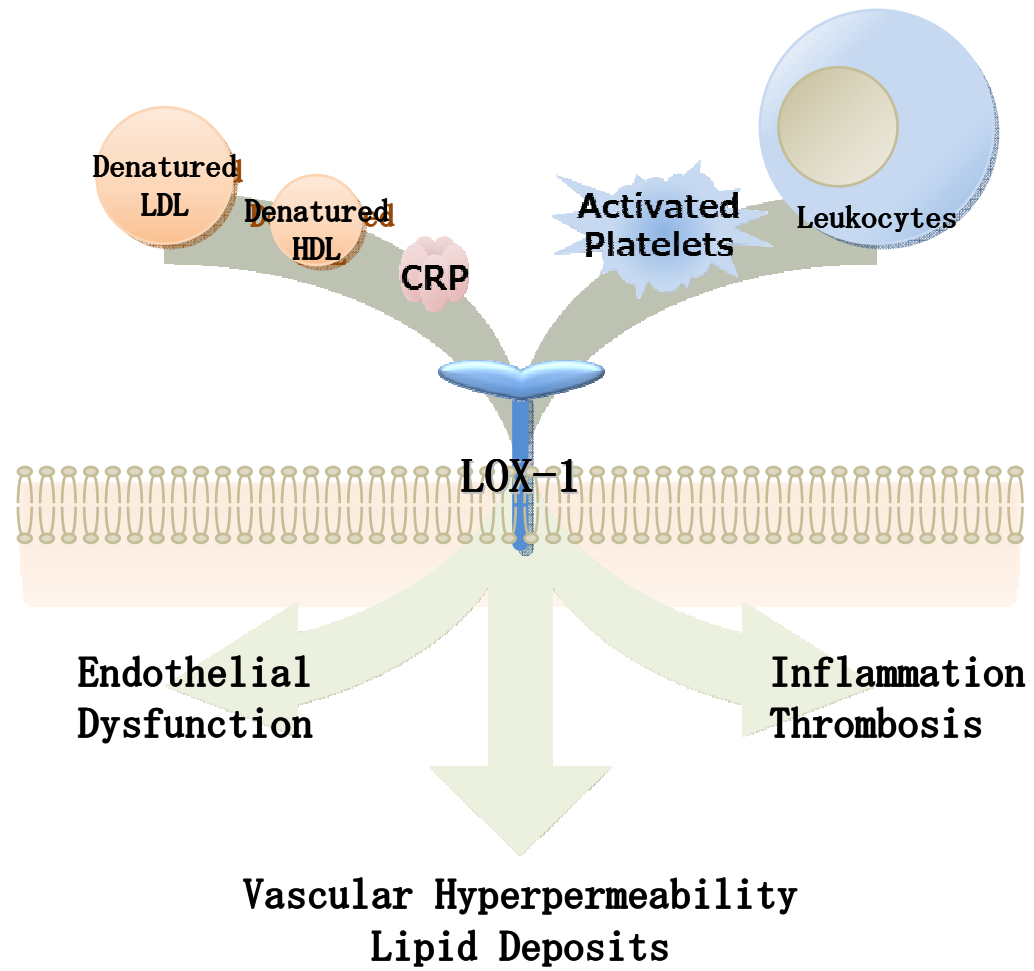 Denatured
LDL
Denatured
HDL
CRP
Activated
Platelets
Leukocytes
LOX-1
Endothelial
Dysfunction
Inflammation
Thrombosis
Vascular Hyperpermeability
Lipid Deposits